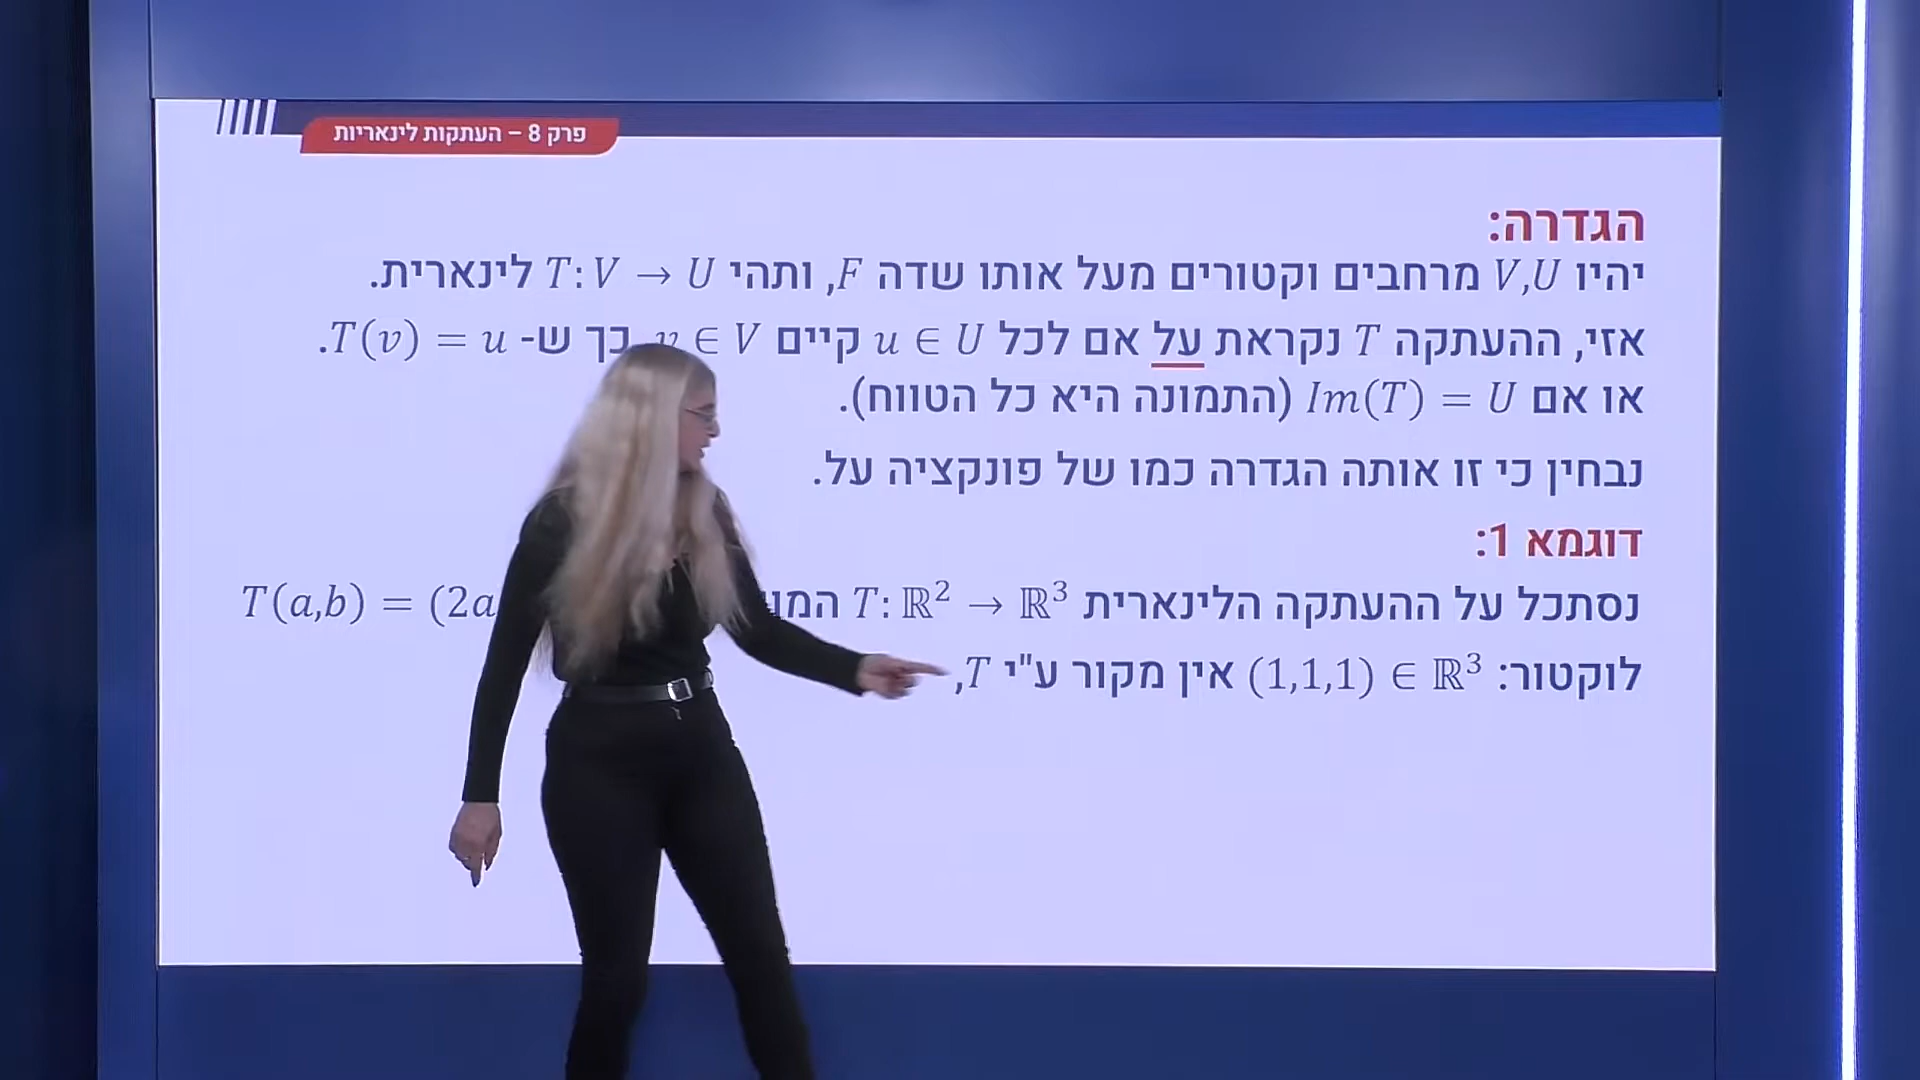 פרק 8 – העתקות לינאריות
הגדרה:
יהיו V,U מרחבים וקטורים מעל אותו שדה F, ותהי T: V → U לינארית.
אזי, ההעתקה T נקראת על אם לכל u ∈ U קיים v ∈ V כך ש- T(v) = u.
או אם Im(T) = U (התמונה היא כל הטווח).
נבחין כי זו אותה הגדרה כמו של פונקציה על.
דוגמא 1:
נסתכל על ההעתקה הלינארית T: ℝ² → ℝ³ T(a,b) = (2a
לוקטור: (1,1,1) ∈ ℝ³ אין מקור ע"י T,